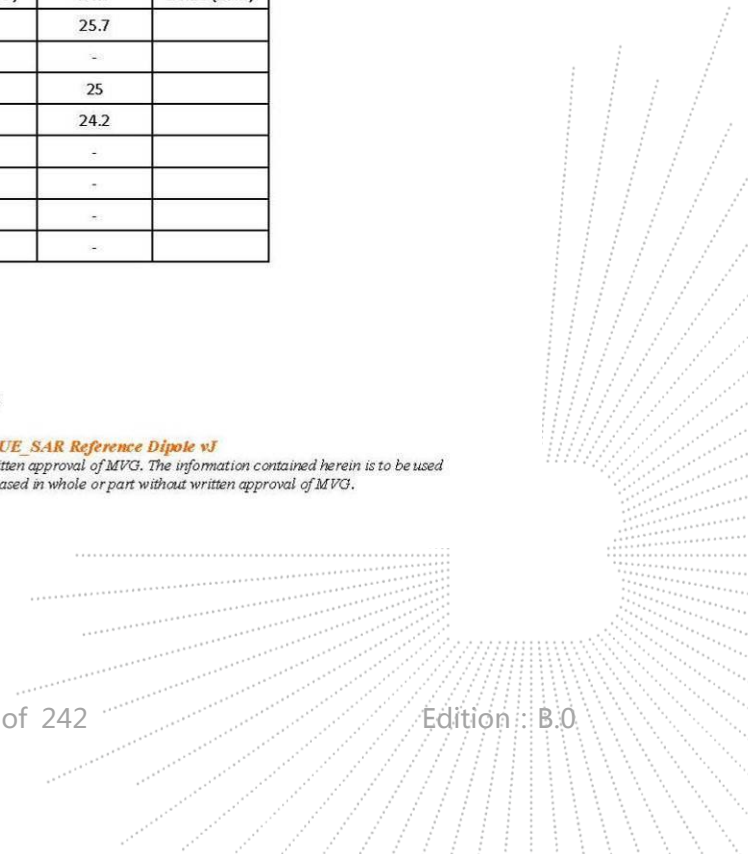 25.7
-
25
24.2
-
-
-
-
UE_SAR Reference Dipole vJ
tten approval of MVG. The information contained herein is to be used
ased in whole or part without written approval of MVG.
of 242
Edition : B.0